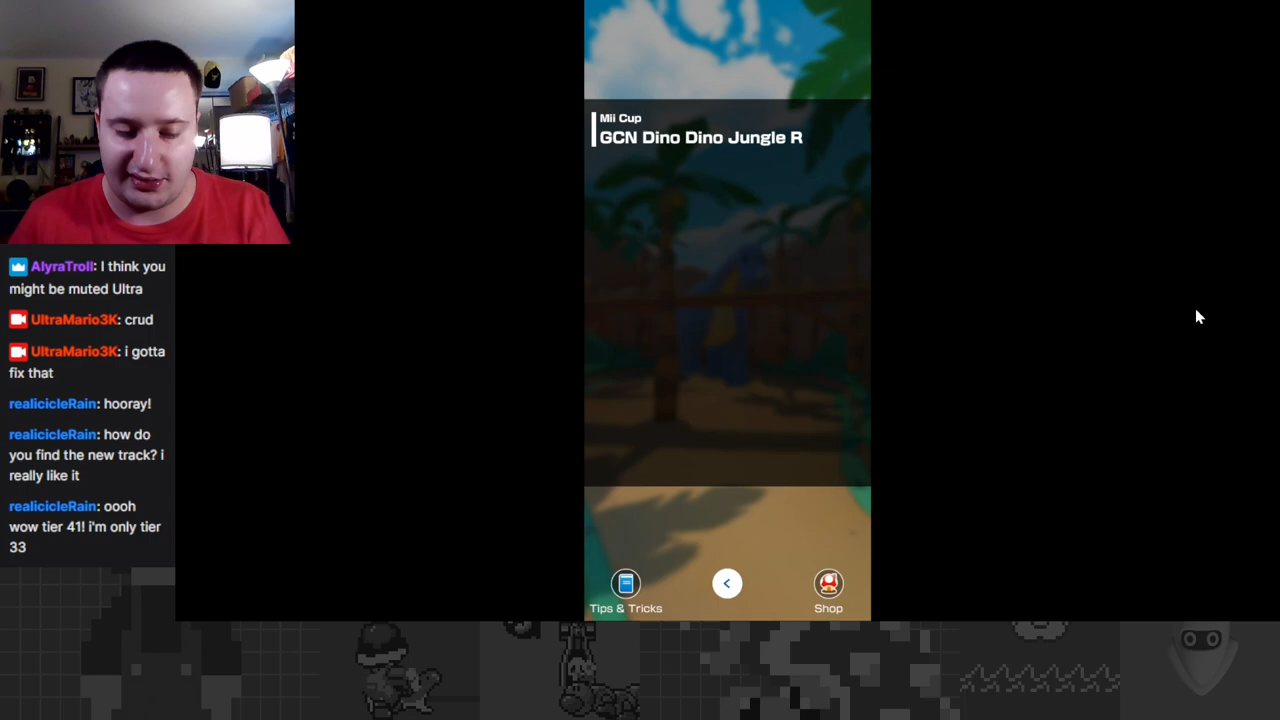 AlyraTroll: I think you
might be muted Ultra
UltraMario3K: crud
UltraMario3K: i gotta
fix that
realicicleRain: hooray!
realicicleRain: how do
you find the new track? i
really like it
realicicleRain: oooh
wow tier 41! i'm only tier
33
Mii Cup
GCN Dino Dino Jungle R
Tips & Tricks
<
Shop